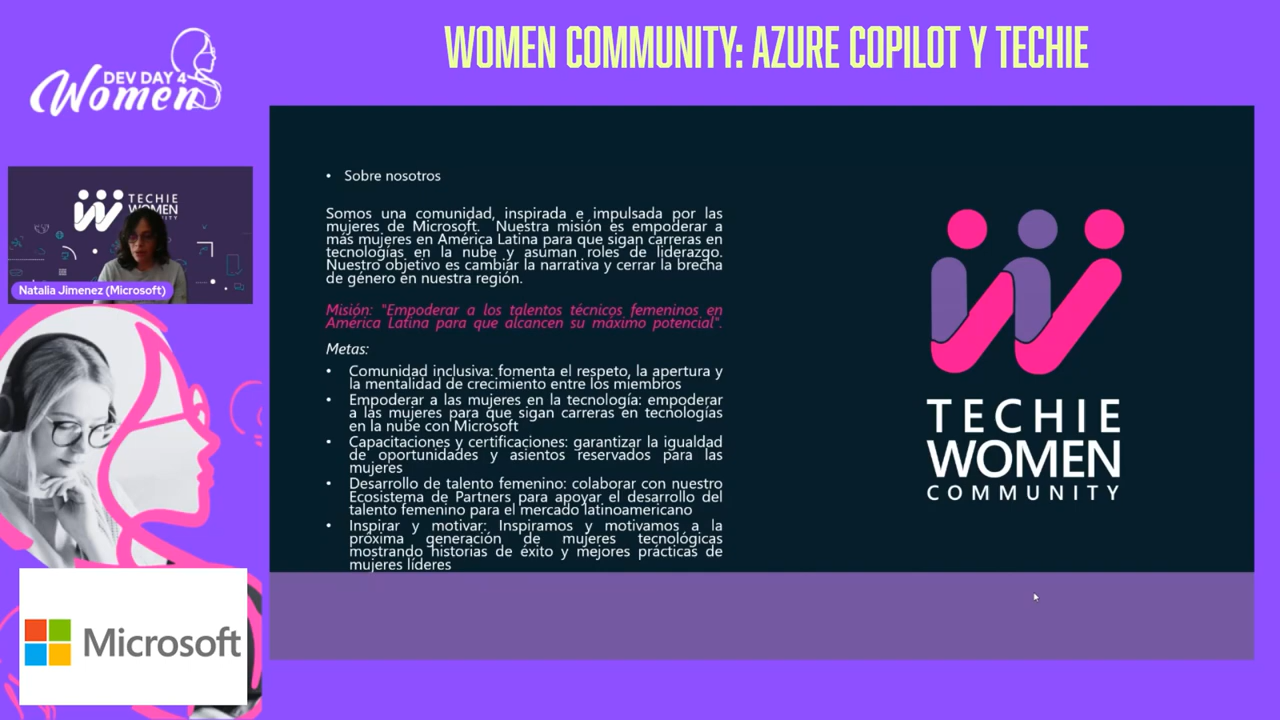 WOMEN COMMUNITY: AZURE COPILOT Y TECHIE
DEV DAY 4
Women
TECHIE
WOMEN
Natalia Jimenez (Microsoft)
• Sobre nosotros
Somos una comunidad, inspirada e impulsada por las
mujeres de Microsoft. Nuestra misión es empoderar a
más mujeres en América Latina para que sigan carreras en
tecnologías en la nube y asuman roles de liderazgo.
Nuestro objetivo es cambiar la narrativa y cerrar la brecha
de género en nuestra región.
Misión: "Empoderar a los talentos técnicos femeninos en
América Latina para que alcancen su máximo potencial".
Metas:
• Comunidad inclusiva: fomenta el respeto, la apertura y
la mentalidad de crecimiento entre los miembros
• Empoderar a las mujeres en la tecnología: empoderar
a las mujeres para que sigan carreras en tecnologías
en la nube con Microsoft
• Capacitaciones y certificaciones: garantizar la igualdad
de oportunidades y asientos reservados para las
mujeres
• Desarrollo de talento femenino: colaborar con nuestro
Ecosistema de Partners para apoyar el desarrollo del
talento femenino para el mercado latinoamericano
• Inspirar y motivar: Inspiramos y motivamos a la
próxima generación de mujeres tecnológicas
mostrando historias de éxito y mejores prácticas de
mujeres líderes
TECHIE
WOMEN
COMMUNITY
Microsoft